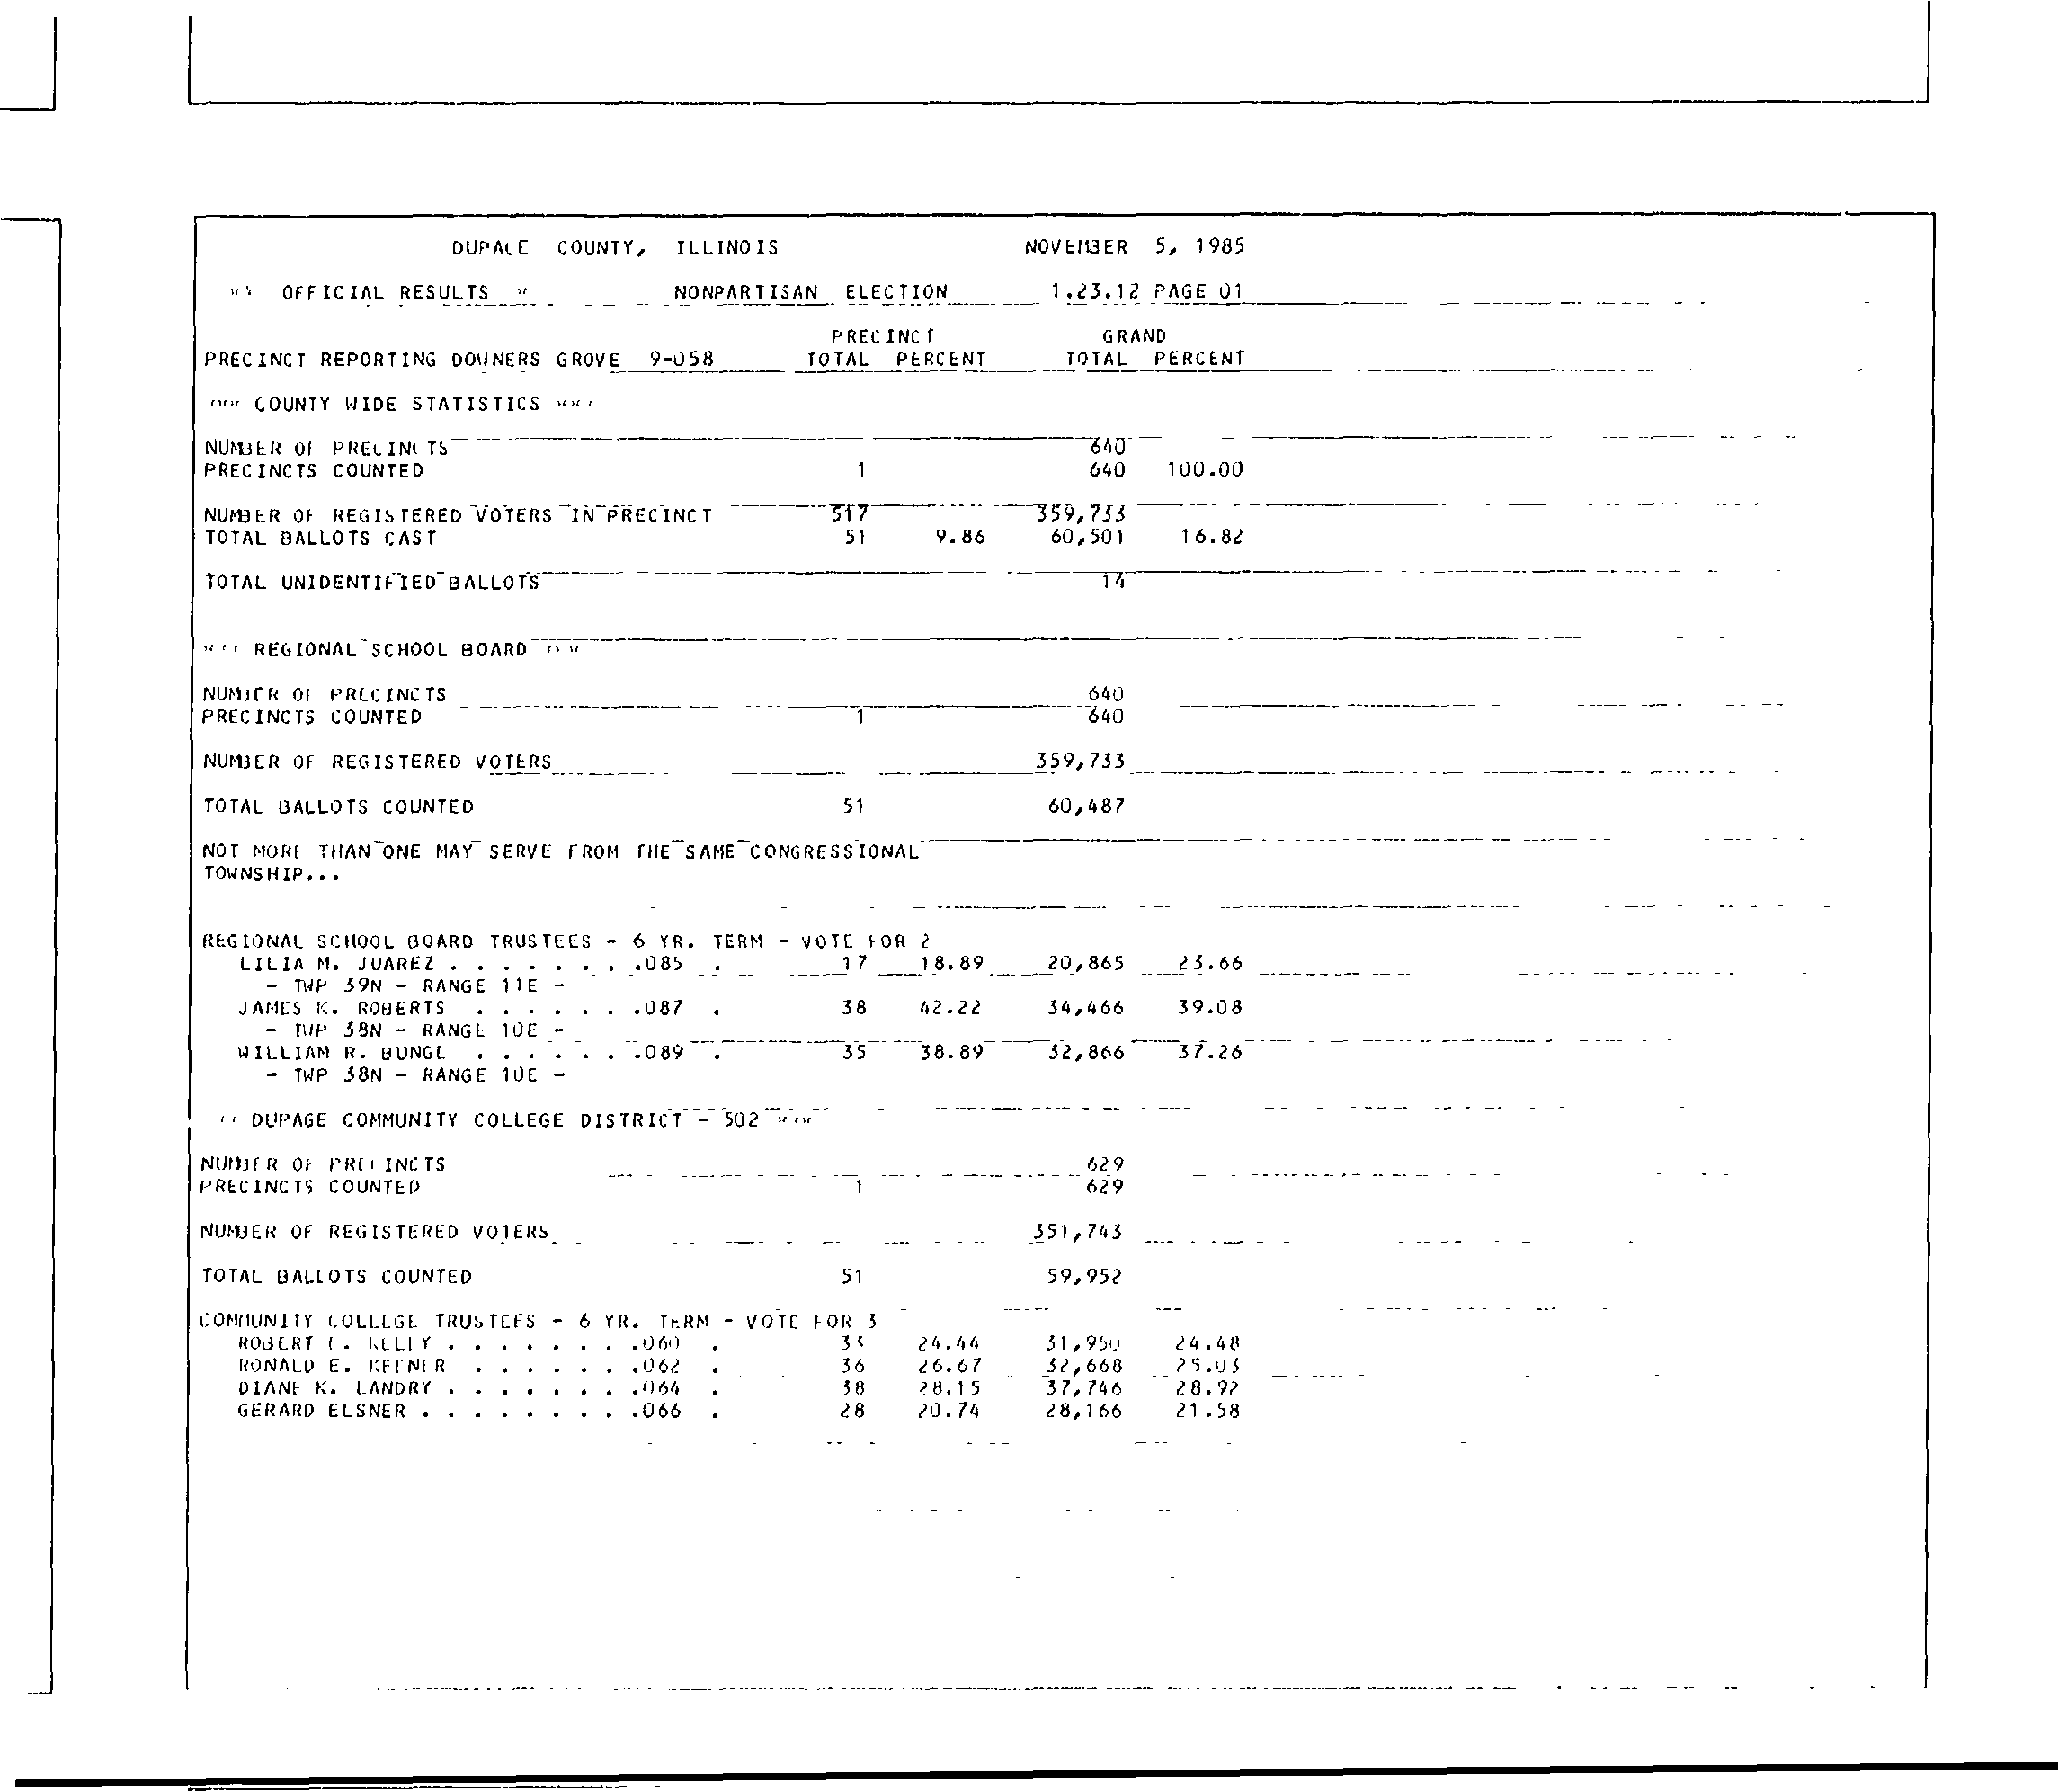 DUPAGE COUNTY, ILLINOIS NOVEMBER 5, 1985
OFFICIAL RESULTS NONPARTISAN ELECTION 1.23.12 PAGE 01
PRECINCT GRAND
PRECINCT REPORTING DOWNERS GROVE 9-058 TOTAL PERCENT TOTAL PERCENT
*** COUNTY WIDE STATISTICS ***
NUMBER OF PRECINCTS 640
PRECINCTS COUNTED 1 640 100.00
NUMBER OF REGISTERED VOTERS IN PRECINCT 517 359,733
TOTAL BALLOTS CAST 51 9.86 60,501 16.82
TOTAL UNIDENTIFIED BALLOTS 14
*** REGIONAL SCHOOL BOARD ***
NUMBER OF PRECINCTS 640
PRECINCTS COUNTED 1 640
NUMBER OF REGISTERED VOTERS 359,733
TOTAL BALLOTS COUNTED 51 60,487
NOT MORE THAN ONE MAY SERVE FROM THE SAME CONGRESSIONAL
TOWNSHIP...
REGIONAL SCHOOL BOARD TRUSTEES - 6 YR. TERM - VOTE FOR 2
LILIA M. JUAREZ . . . . . . . .085 . 17 18.89 20,865 23.66
- TWP 39N - RANGE 11E -
JAMES K. ROBERTS . . . . . . .087 . 38 42.22 34,466 39.08
- TWP 38N - RANGE 10E -
WILLIAM R. BUNGE . . . . . . .089 . 35 38.89 32,866 37.26
- TWP 38N - RANGE 10E -
DUPAGE COMMUNITY COLLEGE DISTRICT - 502 ***
NUMBER OF PRECINCTS 629
PRECINCTS COUNTED 1 629
NUMBER OF REGISTERED VOTERS 351,743
TOTAL BALLOTS COUNTED 51 59,952
COMMUNITY COLLEGE TRUSTEES - 6 YR. TERM - VOTE FOR 3
ROBERT KELLY . . . . . . . .060 . 33 24.44 31,950 24.48
RONALD E. KEENER . . . . . . .062 . 36 26.67 32,668 25.03
DIANE K. LANDRY . . . . . . . .064 . 38 28.15 37,746 28.92
GERARD ELSNER . . . . . . . . .066 . 28 20.74 28,166 21.58